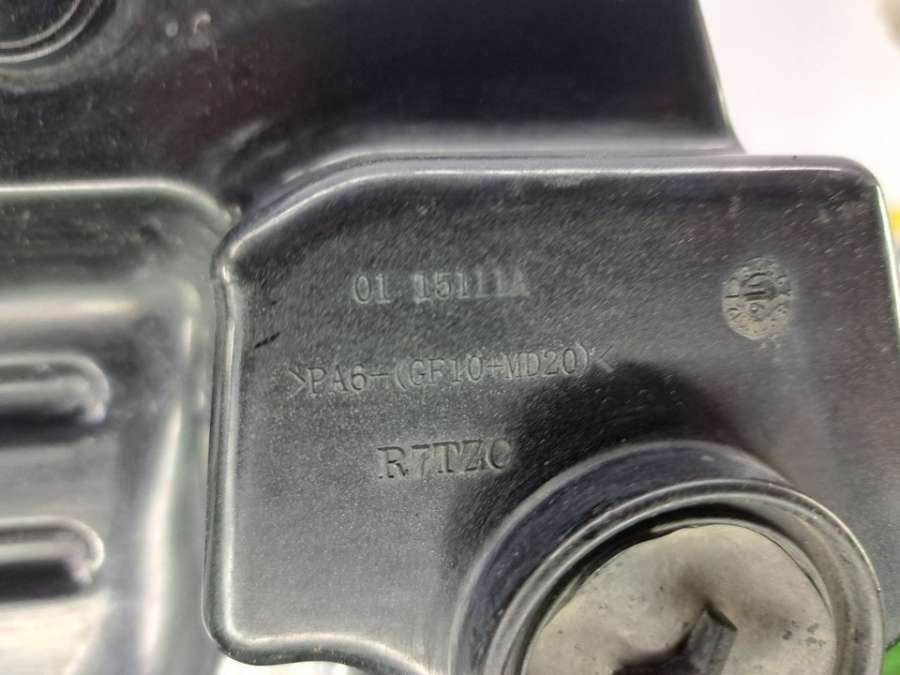 01 15111A
>PA6-(GF10+MD20)<
R7TZC